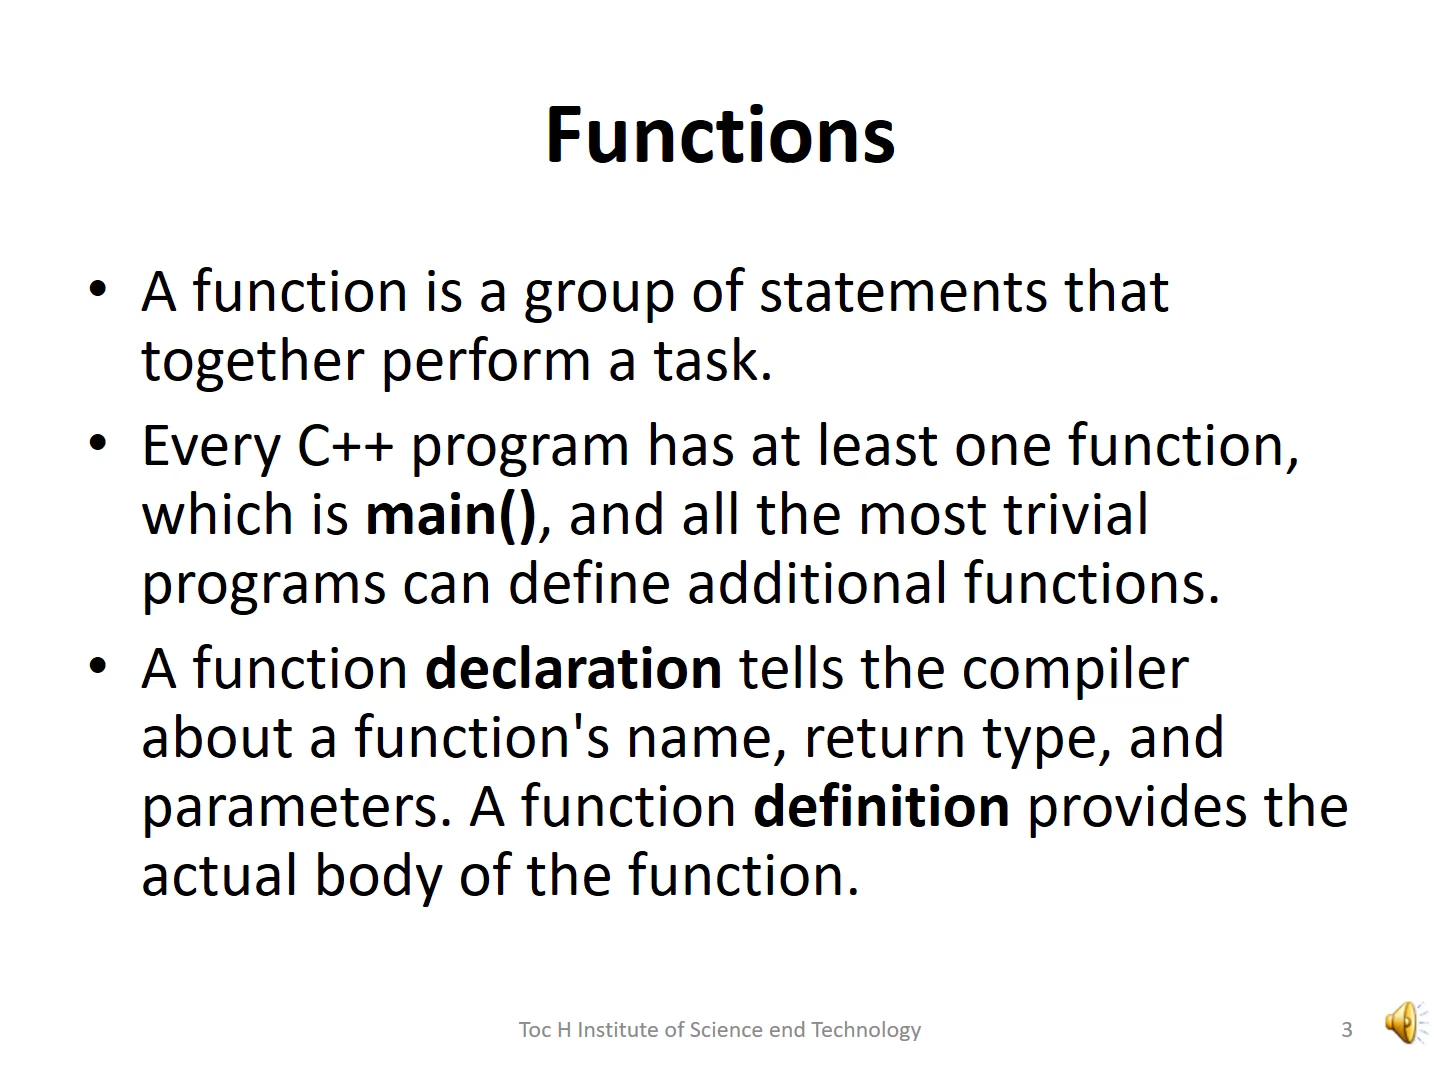 Functions
• A function is a group of statements that
together perform a task.
• Every C++ program has at least one function,
which is main(), and all the most trivial
programs can define additional functions.
• A function declaration tells the compiler
about a function's name, return type, and
parameters. A function definition provides the
actual body of the function.
Toc H Institute of Science end Technology
3